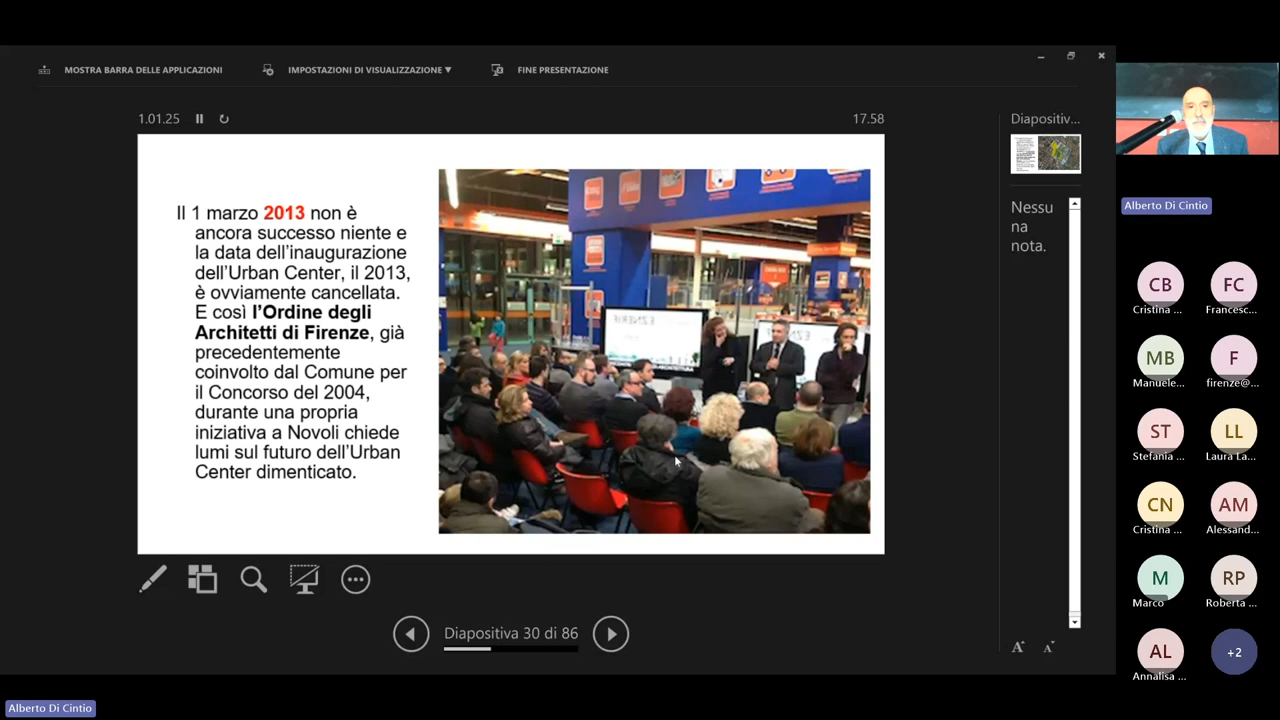 MOSTRA BARRA DELLE APPLICAZIONI
IMPOSTAZIONI DI VISUALIZZAZIONE ▼
FINE PRESENTAZIONE
1.01.25
17.58
Il 1 marzo 2013 non è
ancora successo niente e
la data dell'inaugurazione
dell'Urban Center, il 2013,
è ovviamente cancellata.
E così l'Ordine degli
Architetti di Firenze, già
precedentemente
coinvolto dal Comune per
il Concorso del 2004,
durante una propria
iniziativa a Novoli chiede
lumi sul futuro dell'Urban
Center dimenticato.
Diapositiva 30 di 86
Diapositiv...
Nessu
na
nota.
A A
Alberto Di Cintio
CB FC
Cristina ... Francesc...
MB F
Manuele... firenze@...
ST LL
Stefania ... Laura La...
CN AM
Cristina ... Alessand...
M RP
Marco Roberta ...
AL +2
Annalisa ...
Alberto Di Cintio